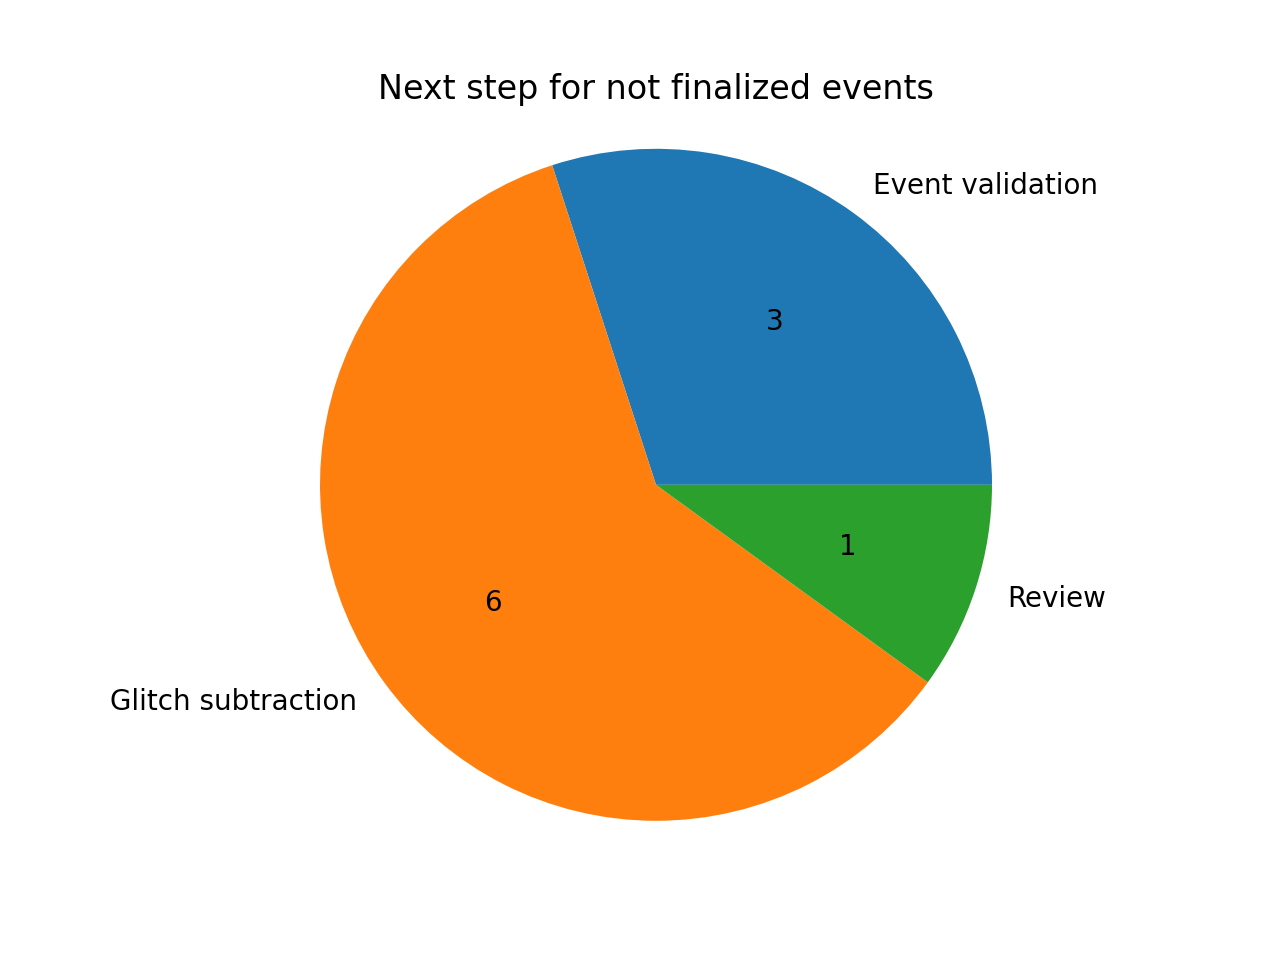 Next step for not finalized events
Event validation
3
1
Review
6
Glitch subtraction